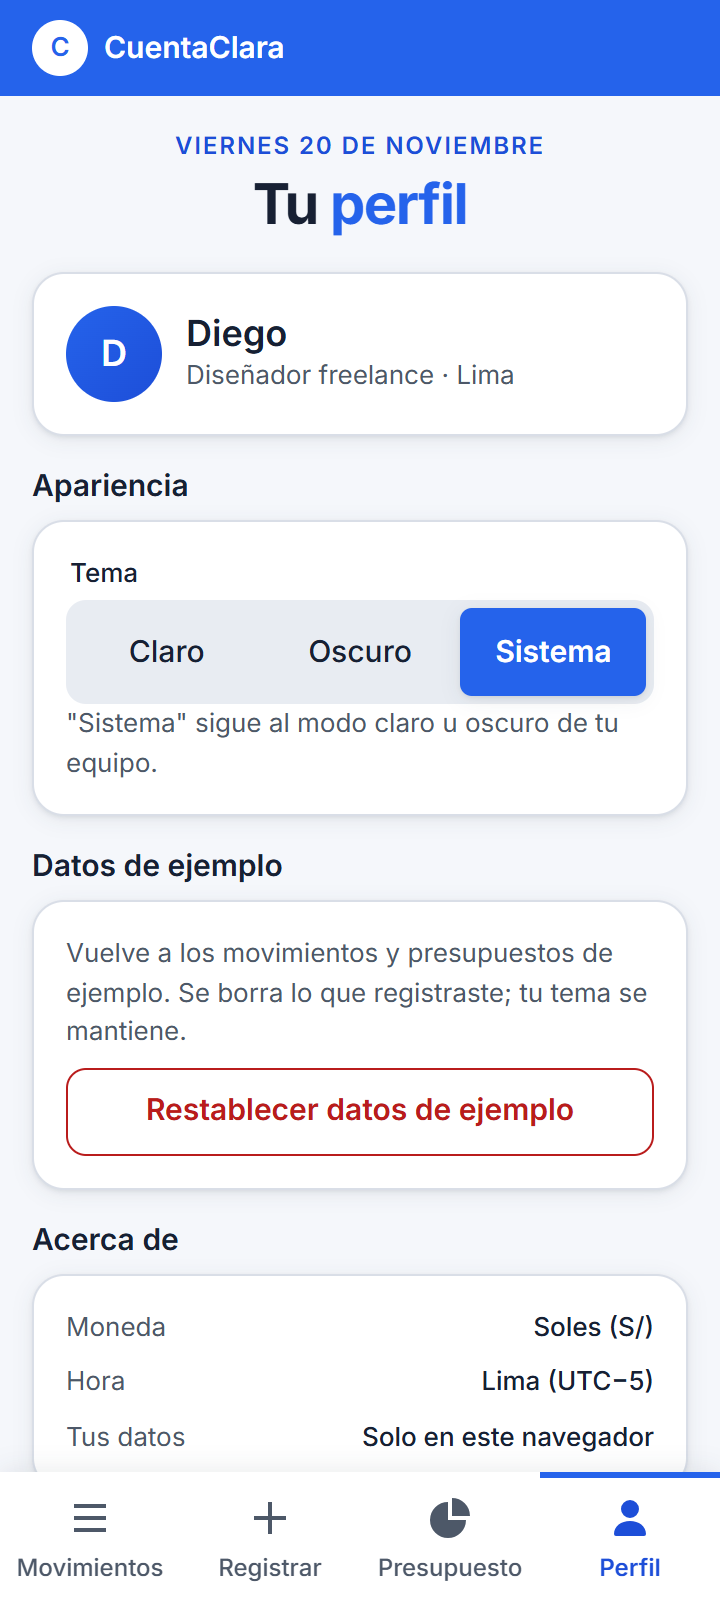 C CuentaClara
VIERNES 20 DE NOVIEMBRE
Tu perfil
D
Diego
Diseñador freelance · Lima
Apariencia
Tema
Claro Oscuro Sistema
"Sistema" sigue al modo claro u oscuro de tu
equipo.
Datos de ejemplo
Vuelve a los movimientos y presupuestos de
ejemplo. Se borra lo que registraste; tu tema se
mantiene.
Restablecer datos de ejemplo
Acerca de
Moneda Soles (S/)
Hora Lima (UTC−5)
Tus datos Solo en este navegador
Movimientos Registrar Presupuesto Perfil